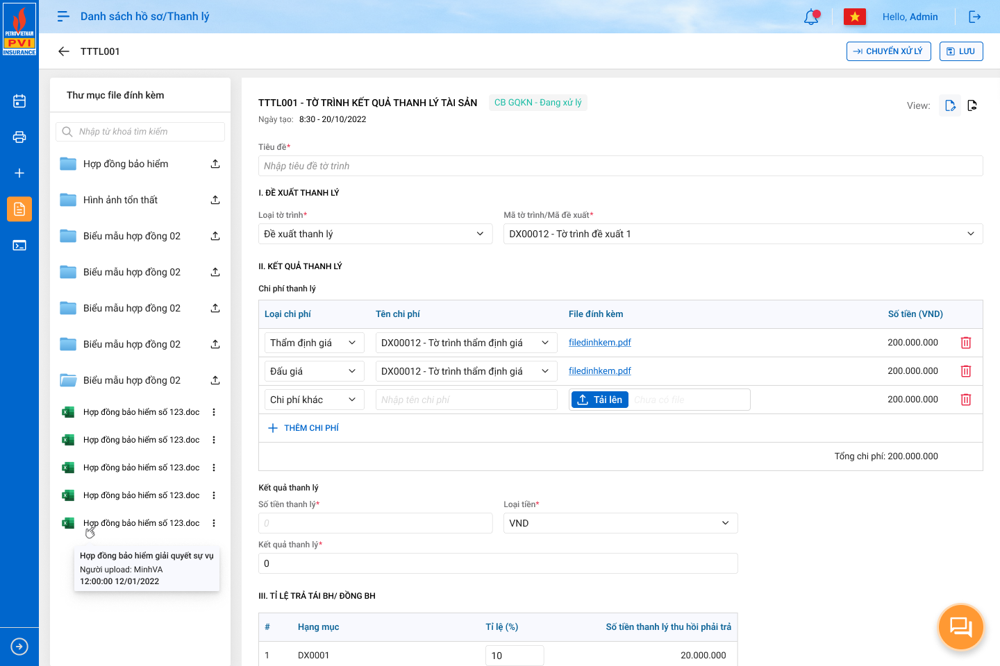 PETROVIETNAM
PVI
INSURANCE
Danh sách hồ sơ/Thanh lý
Hello, Admin
TTTL001
CHUYỂN XỬ LÝ
LƯU
Thư mục file đính kèm
Nhập từ khoá tìm kiếm
Hợp đồng bảo hiểm
Hình ảnh tổn thất
Biểu mẫu hợp đồng 02
Biểu mẫu hợp đồng 02
Biểu mẫu hợp đồng 02
Biểu mẫu hợp đồng 02
Biểu mẫu hợp đồng 02
Hợp đồng bảo hiểm số 123.doc
Hợp đồng bảo hiểm số 123.doc
Hợp đồng bảo hiểm số 123.doc
Hợp đồng bảo hiểm số 123.doc
Hợp đồng bảo hiểm số 123.doc
Hợp đồng bảo hiểm giải quyết sự vụ
Người upload: MinhVA
12:00:00 12/01/2022
TTTL001 - TỜ TRÌNH KẾT QUẢ THANH LÝ TÀI SẢN
CB GQKN - Đang xử lý
View:
Ngày tạo: 8:30 - 20/10/2022
Tiêu đề*
Nhập tiêu đề tờ trình
I. ĐỀ XUẤT THANH LÝ
Loại tờ trình* Mã tờ trình/Mã đề xuất*
Đề xuất thanh lý DX00012 - Tờ trình đề xuất 1
II. KẾT QUẢ THANH LÝ
Chi phí thanh lý
Loại chi phí Tên chi phí File đính kèm Số tiền (VND)
Thẩm định giá DX00012 - Tờ trình thẩm định giá filedinhkem.pdf 200.000.000
Đấu giá DX00012 - Tờ trình thẩm định giá filedinhkem.pdf 200.000.000
Chi phí khác Nhập tên chi phí Tải lên Chưa có file 200.000.000
THÊM CHI PHÍ
Tổng chi phí: 200.000.000
Kết quả thanh lý
Số tiền thanh lý* Loại tiền*
0 VND
Kết quả thanh lý*
0
III. TỈ LỆ TRẢ TÁI BH/ ĐỒNG BH
# Hạng mục Tỉ lệ (%) Số tiền thanh lý thu hồi phải trả
1 DX0001 10 20.000.000